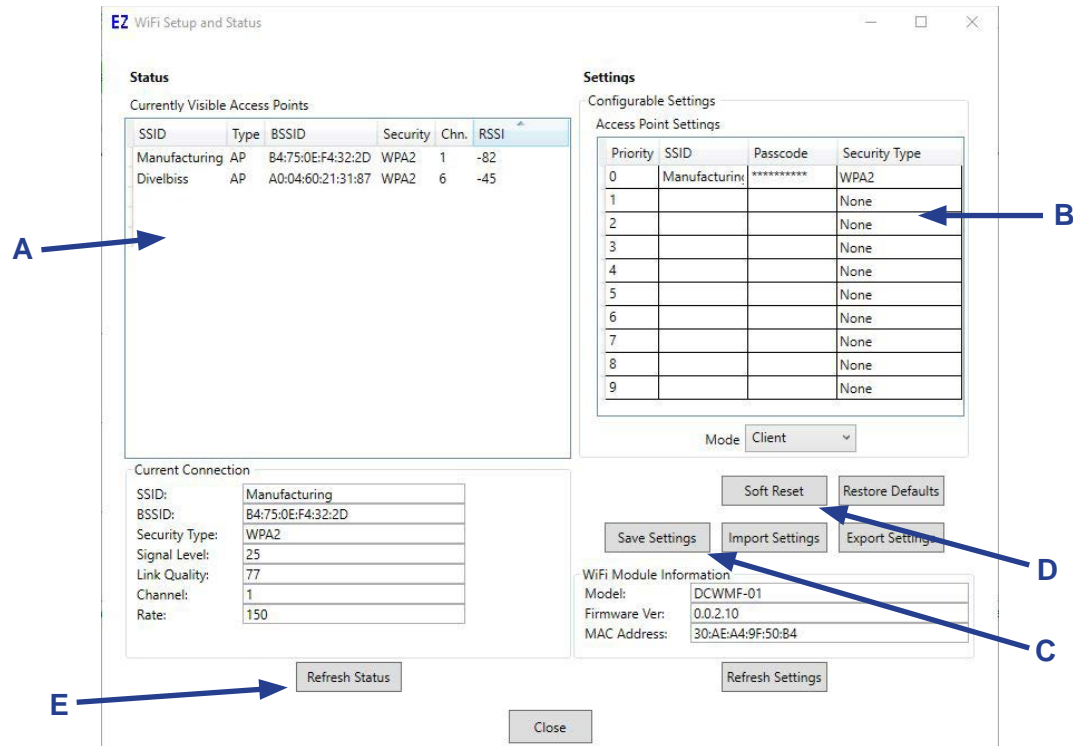 EZ WiFi Setup and Status
Status
Currently Visible Access Points
SSID Type BSSID Security Chn. RSSI
Manufacturing AP B4:75:0E:F4:32:2D WPA2 1 -82
Divelbiss AP A0:04:60:21:31:87 WPA2 6 -45
A
Current Connection
SSID: Manufacturing
BSSID: B4:75:0E:F4:32:2D
Security Type: WPA2
Signal Level: 25
Link Quality: 77
Channel: 1
Rate: 150
Refresh Status
E
Settings
Configurable Settings
Access Point Settings
Priority SSID Passcode Security Type
0 Manufacturing ********** WPA2
1 None
2 None
3 None
4 None
5 None
6 None
7 None
8 None
9 None
B
Mode Client
Soft Reset Restore Defaults
Save Settings Import Settings Export Settings
D
WiFi Module Information
Model: DCWMF-01
Firmware Ver: 0.0.2.10
MAC Address: 30:AE:A4:9F:50:B4
C
Refresh Settings
Close